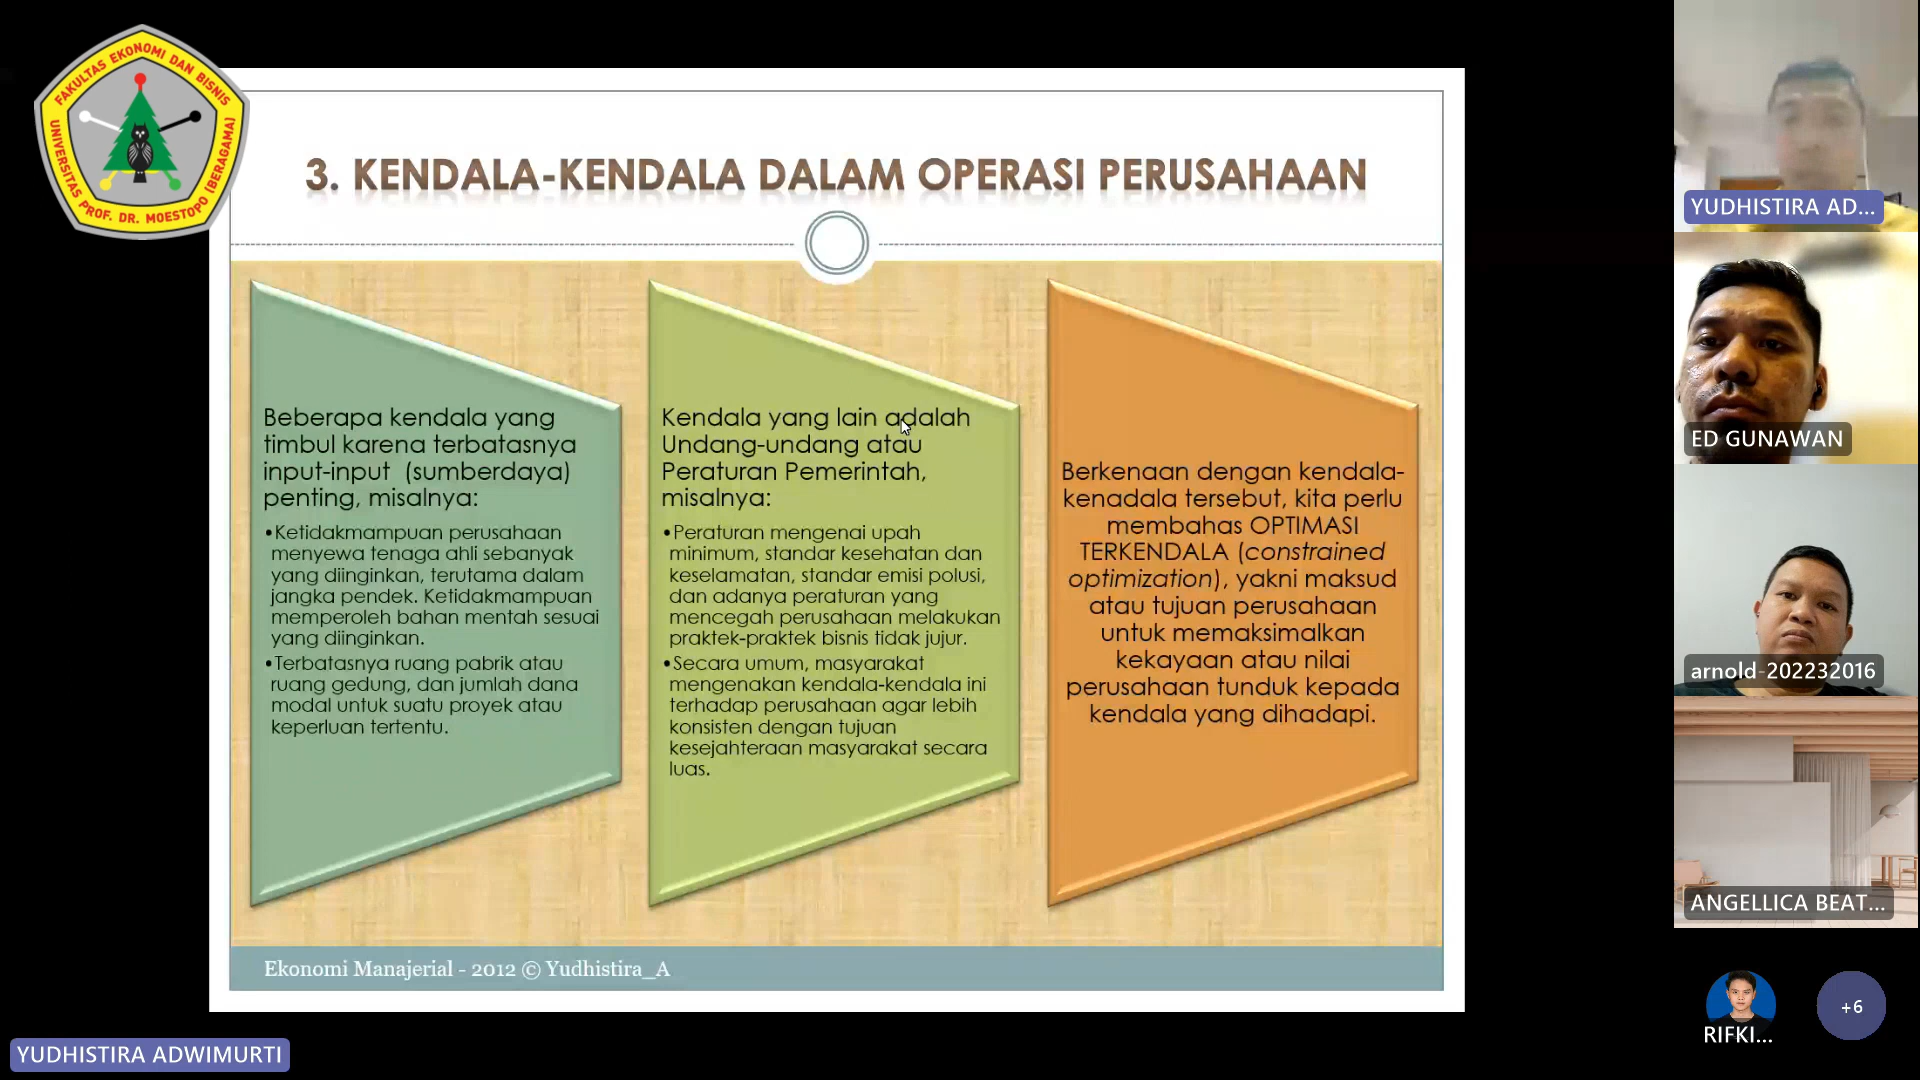 FAKULTAS EKONOMI DAN BISNIS
UNIVERSITAS PROF. DR. MOESTOPO (BERAGAMA)
3. KENDALA-KENDALA DALAM OPERASI PERUSAHAAN
Beberapa kendala yang
timbul karena terbatasnya
input-input (sumberdaya)
penting, misalnya:
•Ketidakmampuan perusahaan
menyewa tenaga ahli sebanyak
yang diinginkan, terutama dalam
jangka pendek. Ketidakmampuan
memperoleh bahan mentah sesuai
yang diinginkan.
•Terbatasnya ruang pabrik atau
ruang gedung, dan jumlah dana
modal untuk suatu proyek atau
keperluan tertentu.
Kendala yang lain adalah
Undang-undang atau
Peraturan Pemerintah,
misalnya:
•Peraturan mengenai upah
minimum, standar kesehatan dan
keselamatan, standar emisi polusi,
dan adanya peraturan yang
mencegah perusahaan melakukan
praktek-praktek bisnis tidak jujur.
•Secara umum, masyarakat
mengenakan kendala-kendala ini
terhadap perusahaan agar lebih
konsisten dengan tujuan
kesejahteraan masyarakat secara
luas.
Berkenaan dengan kendala-
kenadala tersebut, kita perlu
membahas OPTIMASI
TERKENDALA (constrained
optimization), yakni maksud
atau tujuan perusahaan
untuk memaksimalkan
kekayaan atau nilai
perusahaan tunduk kepada
kendala yang dihadapi.
Ekonomi Manajerial - 2012 © Yudhistira_A
YUDHISTIRA ADWIMURTI
YUDHISTIRA AD...
ED GUNAWAN
arnold-202232016
ANGELLICA BEAT...
RIFKI...
+6